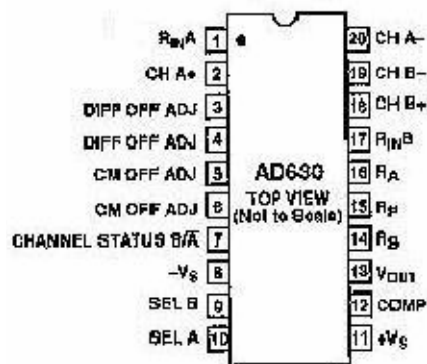 RINA 1
CH A+ 2
DIFF OFF ADJ 3
DIFF OFF ADJ 4
CM OFF ADJ 5
CM OFF ADJ 6
CHANNEL STATUS B/A 7
-VS 8
SEL B 9
SEL A 10
AD630
TOP VIEW
(Not to Scale)
20 CH A-
19 CH B-
18 CH B+
17 RINB
16 RA
15 RF
14 RB
13 VOUT
12 COMP
11 +VS